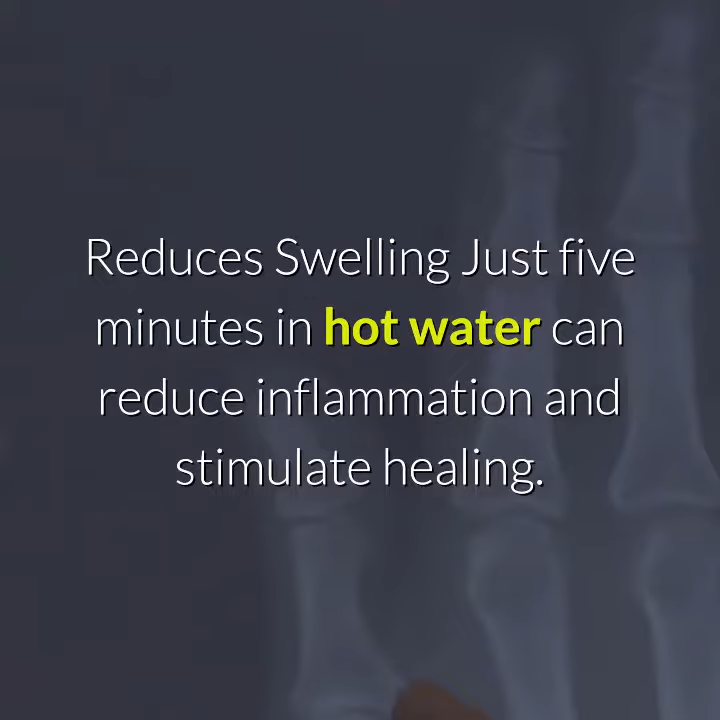 Reduces Swelling Just five
minutes in hot water can
reduce inflammation and
stimulate healing.